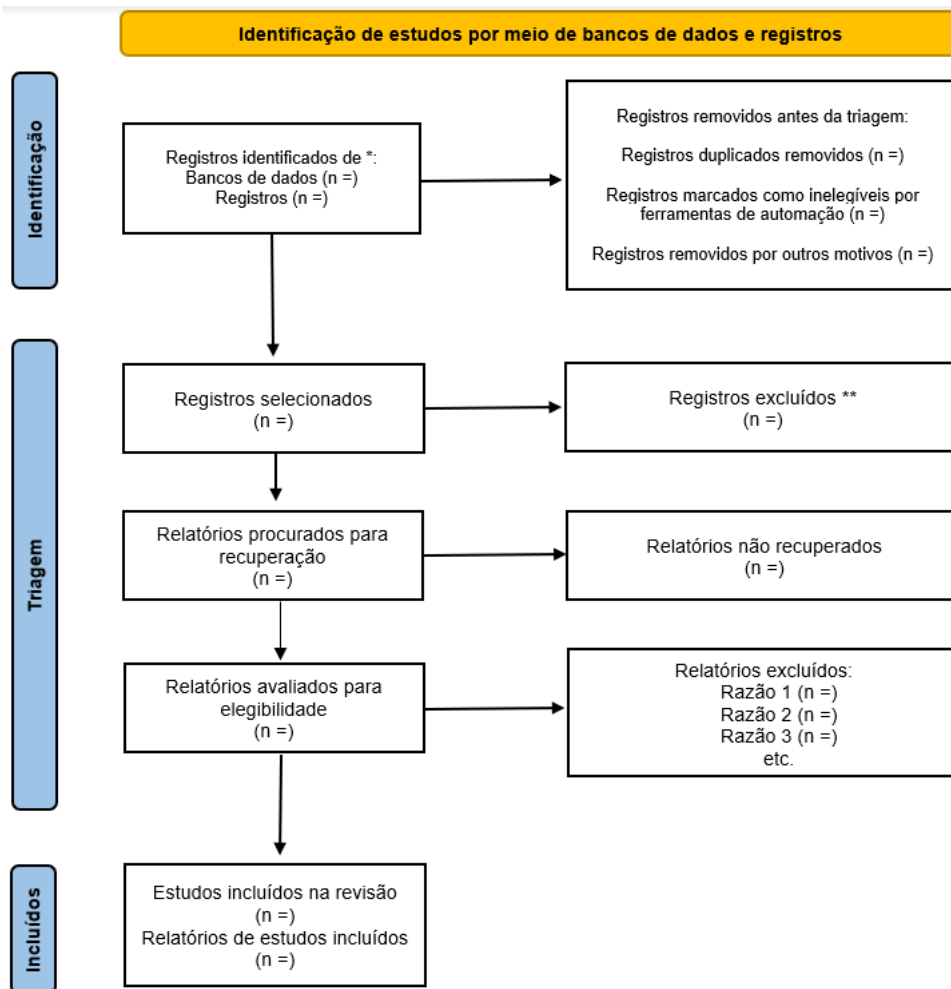 Identificação de estudos por meio de bancos de dados e registros
Identificação
Registros identificados de *:
Bancos de dados (n =)
Registros (n =)
Registros removidos antes da triagem:
Registros duplicados removidos (n =)
Registros marcados como inelegíveis por
ferramentas de automação (n =)
Registros removidos por outros motivos (n =)
Triagem
Registros selecionados
(n =)
Registros excluídos **
(n =)
Relatórios procurados para
recuperação
(n =)
Relatórios não recuperados
(n =)
Relatórios avaliados para
elegibilidade
(n =)
Relatórios excluídos:
Razão 1 (n =)
Razão 2 (n =)
Razão 3 (n =)
etc.
Incluídos
Estudos incluídos na revisão
(n =)
Relatórios de estudos incluídos
(n =)